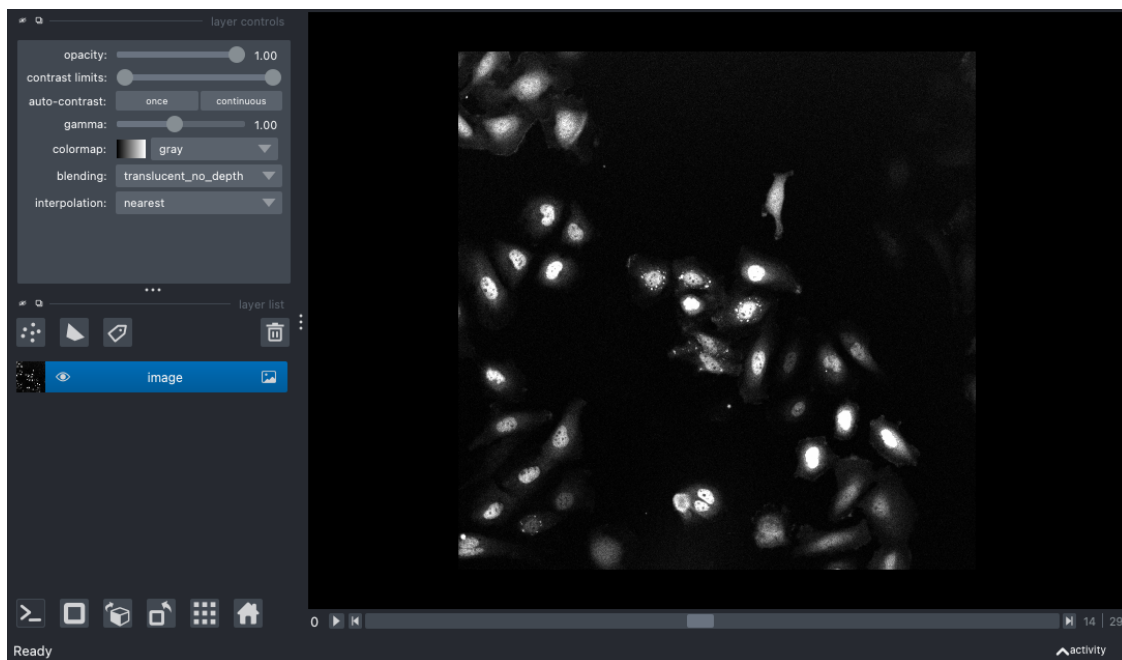 layer controls
opacity: 1.00
contrast limits:
auto-contrast: once continuous
gamma: 1.00
colormap: gray
blending: translucent_no_depth
interpolation: nearest
layer list
image
0 14 29
Ready activity